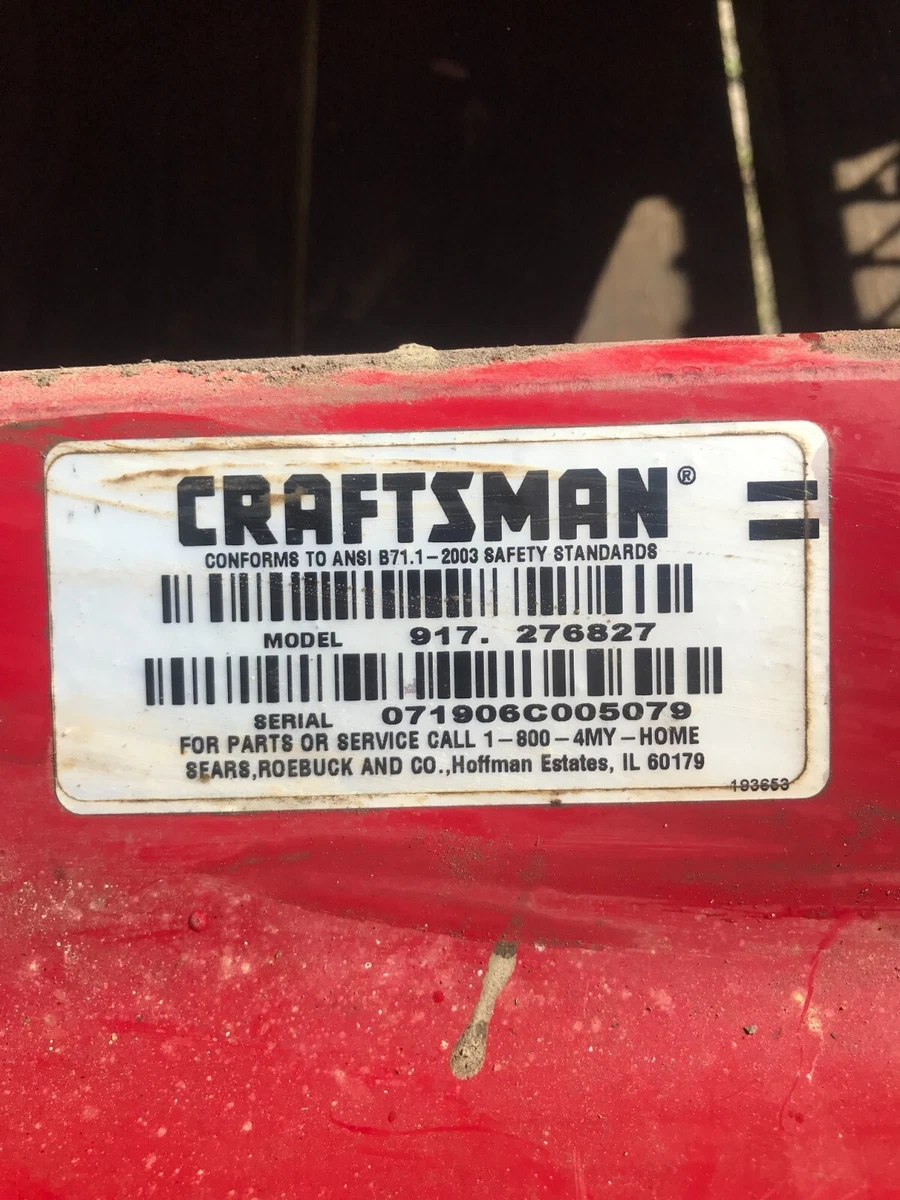 CRAFTSMAN®
CONFORMS TO ANSI B71.1-2003 SAFETY STANDARDS
MODEL 917. 276827
SERIAL 071906C005079
FOR PARTS OR SERVICE CALL 1-800-4MY-HOME
SEARS,ROEBUCK AND CO.,Hoffman Estates, IL 60179
193653